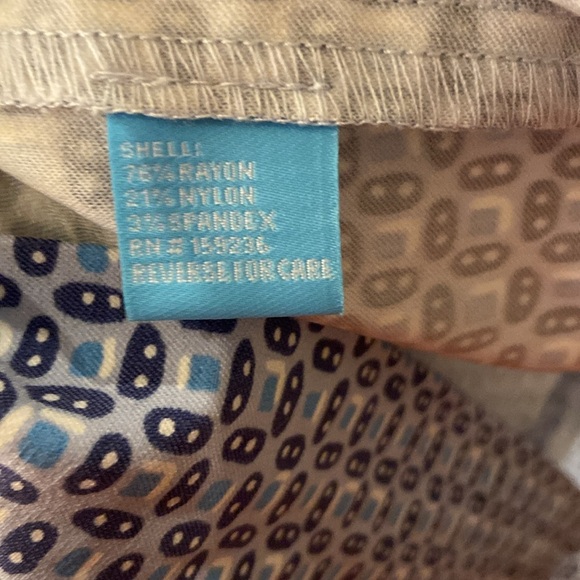 SHELL:
76% RAYON
21% NYLON
3% SPANDEX
RN # 159236
REVERSE FOR CARE